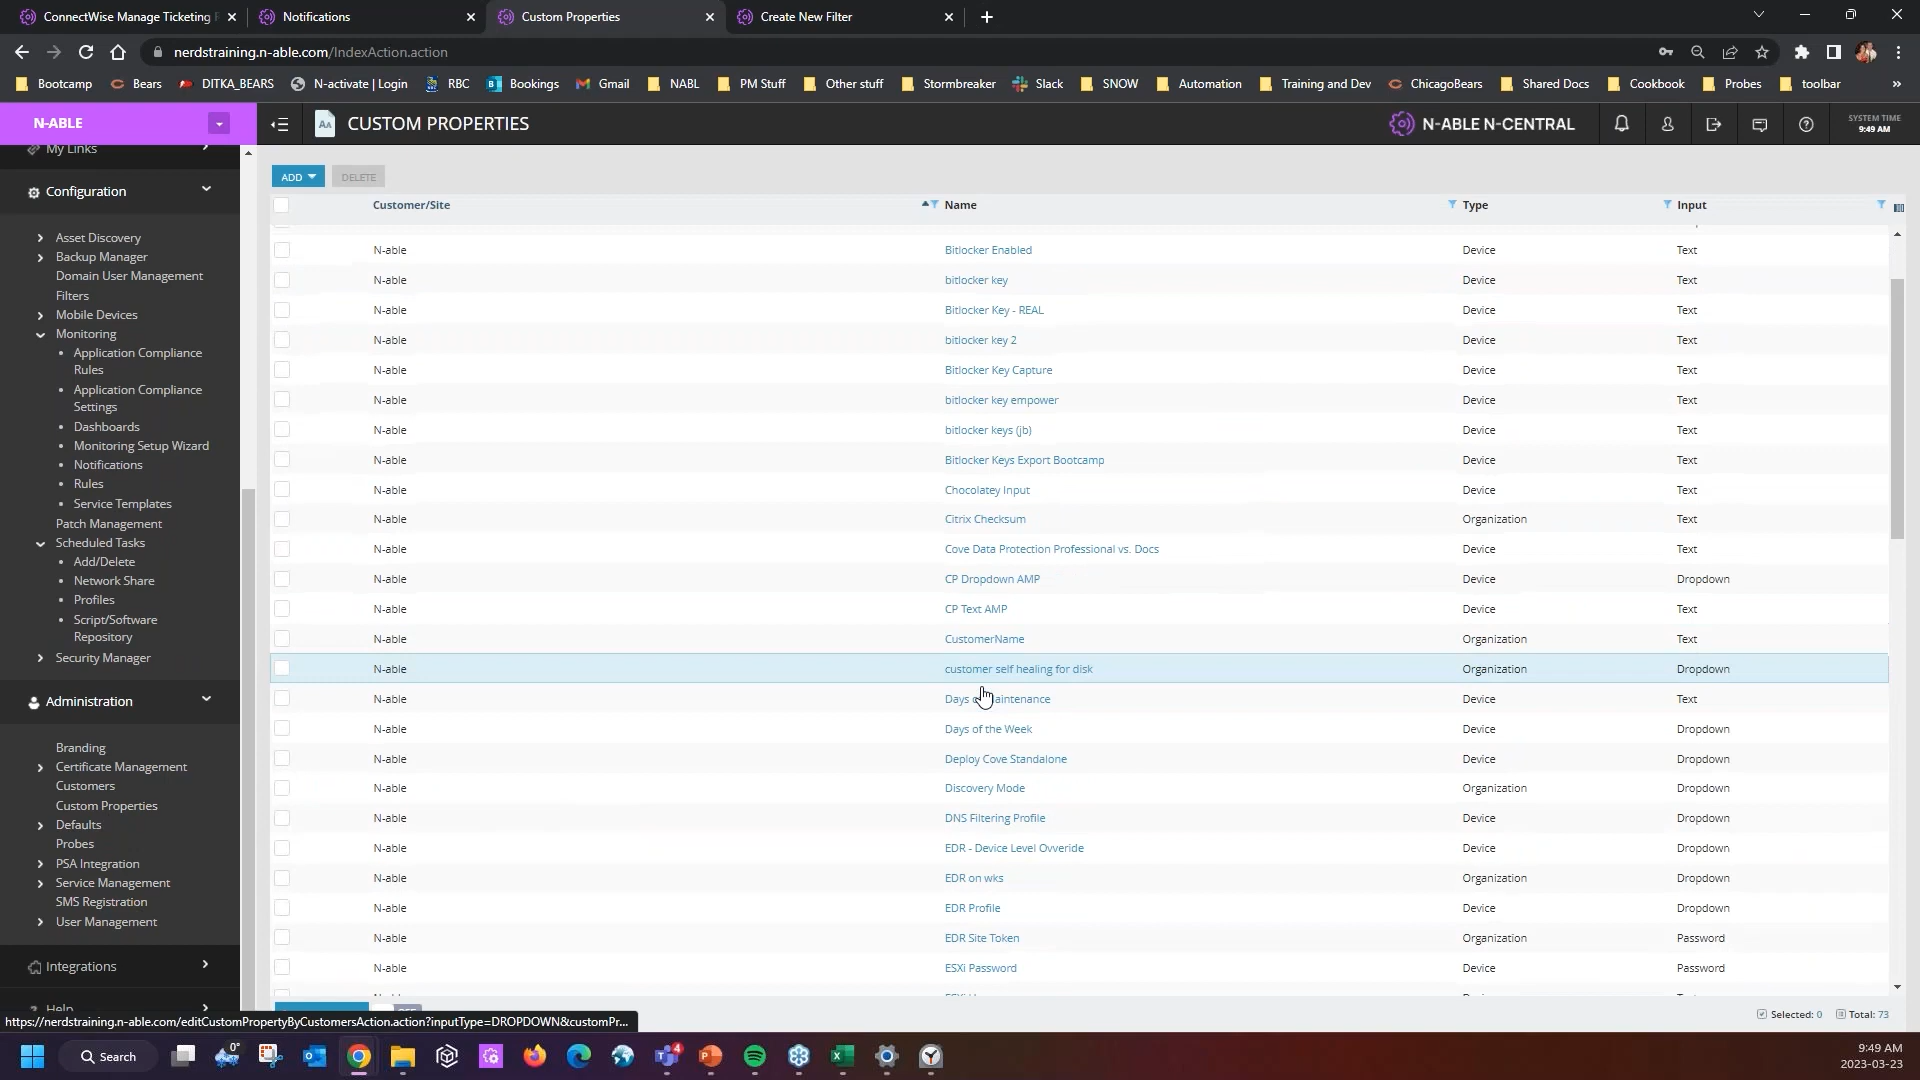 ConnectWise Manage Ticketing
Notifications
Custom Properties
Create New Filter
nerdstraining.n-able.com/IndexAction.action
Bootcamp
Bears
DITKA_BEARS
N-activate | Login
RBC
Bookings
Gmail
NABL
PM Stuff
Other stuff
Stormbreaker
Slack
SNOW
Automation
Training and Dev
ChicagoBears
Shared Docs
Cookbook
Probes
toolbar
N-ABLE
CUSTOM PROPERTIES
N-ABLE N-CENTRAL
SYSTEM TIME
9:49 AM
My Links
Configuration
Asset Discovery
Backup Manager
Domain User Management
Filters
Mobile Devices
Monitoring
Application Compliance
Rules
Application Compliance
Settings
Dashboards
Monitoring Setup Wizard
Notifications
Rules
Service Templates
Patch Management
Scheduled Tasks
Add/Delete
Network Share
Profiles
Script/Software
Repository
Security Manager
Administration
Branding
Certificate Management
Customers
Custom Properties
Defaults
Probes
PSA Integration
Service Management
SMS Registration
User Management
Integrations
Help
ADD
DELETE
Customer/Site Name Type Input
N-able Bitlocker Enabled Device Text
N-able bitlocker key Device Text
N-able Bitlocker Key - REAL Device Text
N-able bitlocker key 2 Device Text
N-able Bitlocker Key Capture Device Text
N-able bitlocker key empower Device Text
N-able bitlocker keys (jb) Device Text
N-able Bitlocker Keys Export Bootcamp Device Text
N-able Chocolatey Input Device Text
N-able Citrix Checksum Organization Text
N-able Cove Data Protection Professional vs. Docs Device Text
N-able CP Dropdown AMP Device Dropdown
N-able CP Text AMP Device Text
N-able CustomerName Organization Text
N-able customer self healing for disk Organization Dropdown
N-able Days aintenance Device Text
N-able Days of the Week Device Dropdown
N-able Deploy Cove Standalone Device Dropdown
N-able Discovery Mode Organization Dropdown
N-able DNS Filtering Profile Device Dropdown
N-able EDR - Device Level Ovveride Device Dropdown
N-able EDR on wks Organization Dropdown
N-able EDR Profile Device Dropdown
N-able EDR Site Token Organization Password
N-able ESXi Password Device Password
https://nerdstraining.n-able.com/editCustomPropertyByCustomersAction.action?inputType=DROPDOWN&customPr...
Selected: 0
Total: 73
0°
Search
4
9:49 AM
2023-03-23